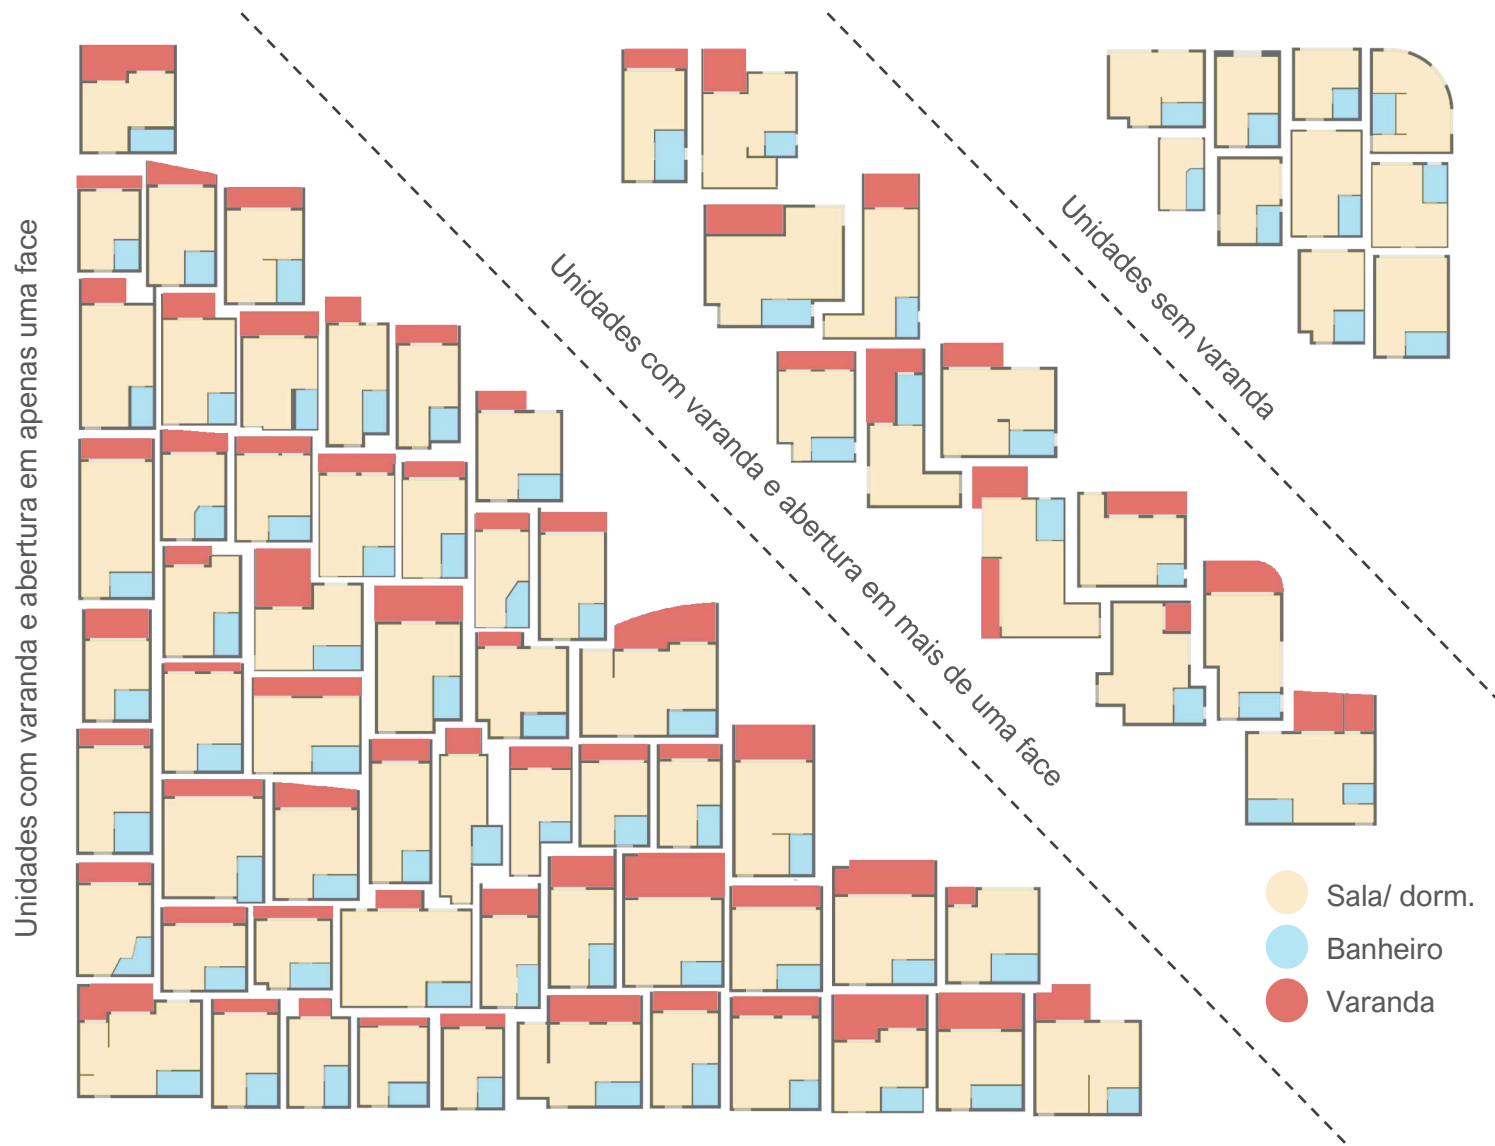 Unidades com varanda e abertura em apenas uma face
Unidades com varanda e abertura em mais de uma face
Unidades sem varanda
Sala/ dorm.
Banheiro
Varanda